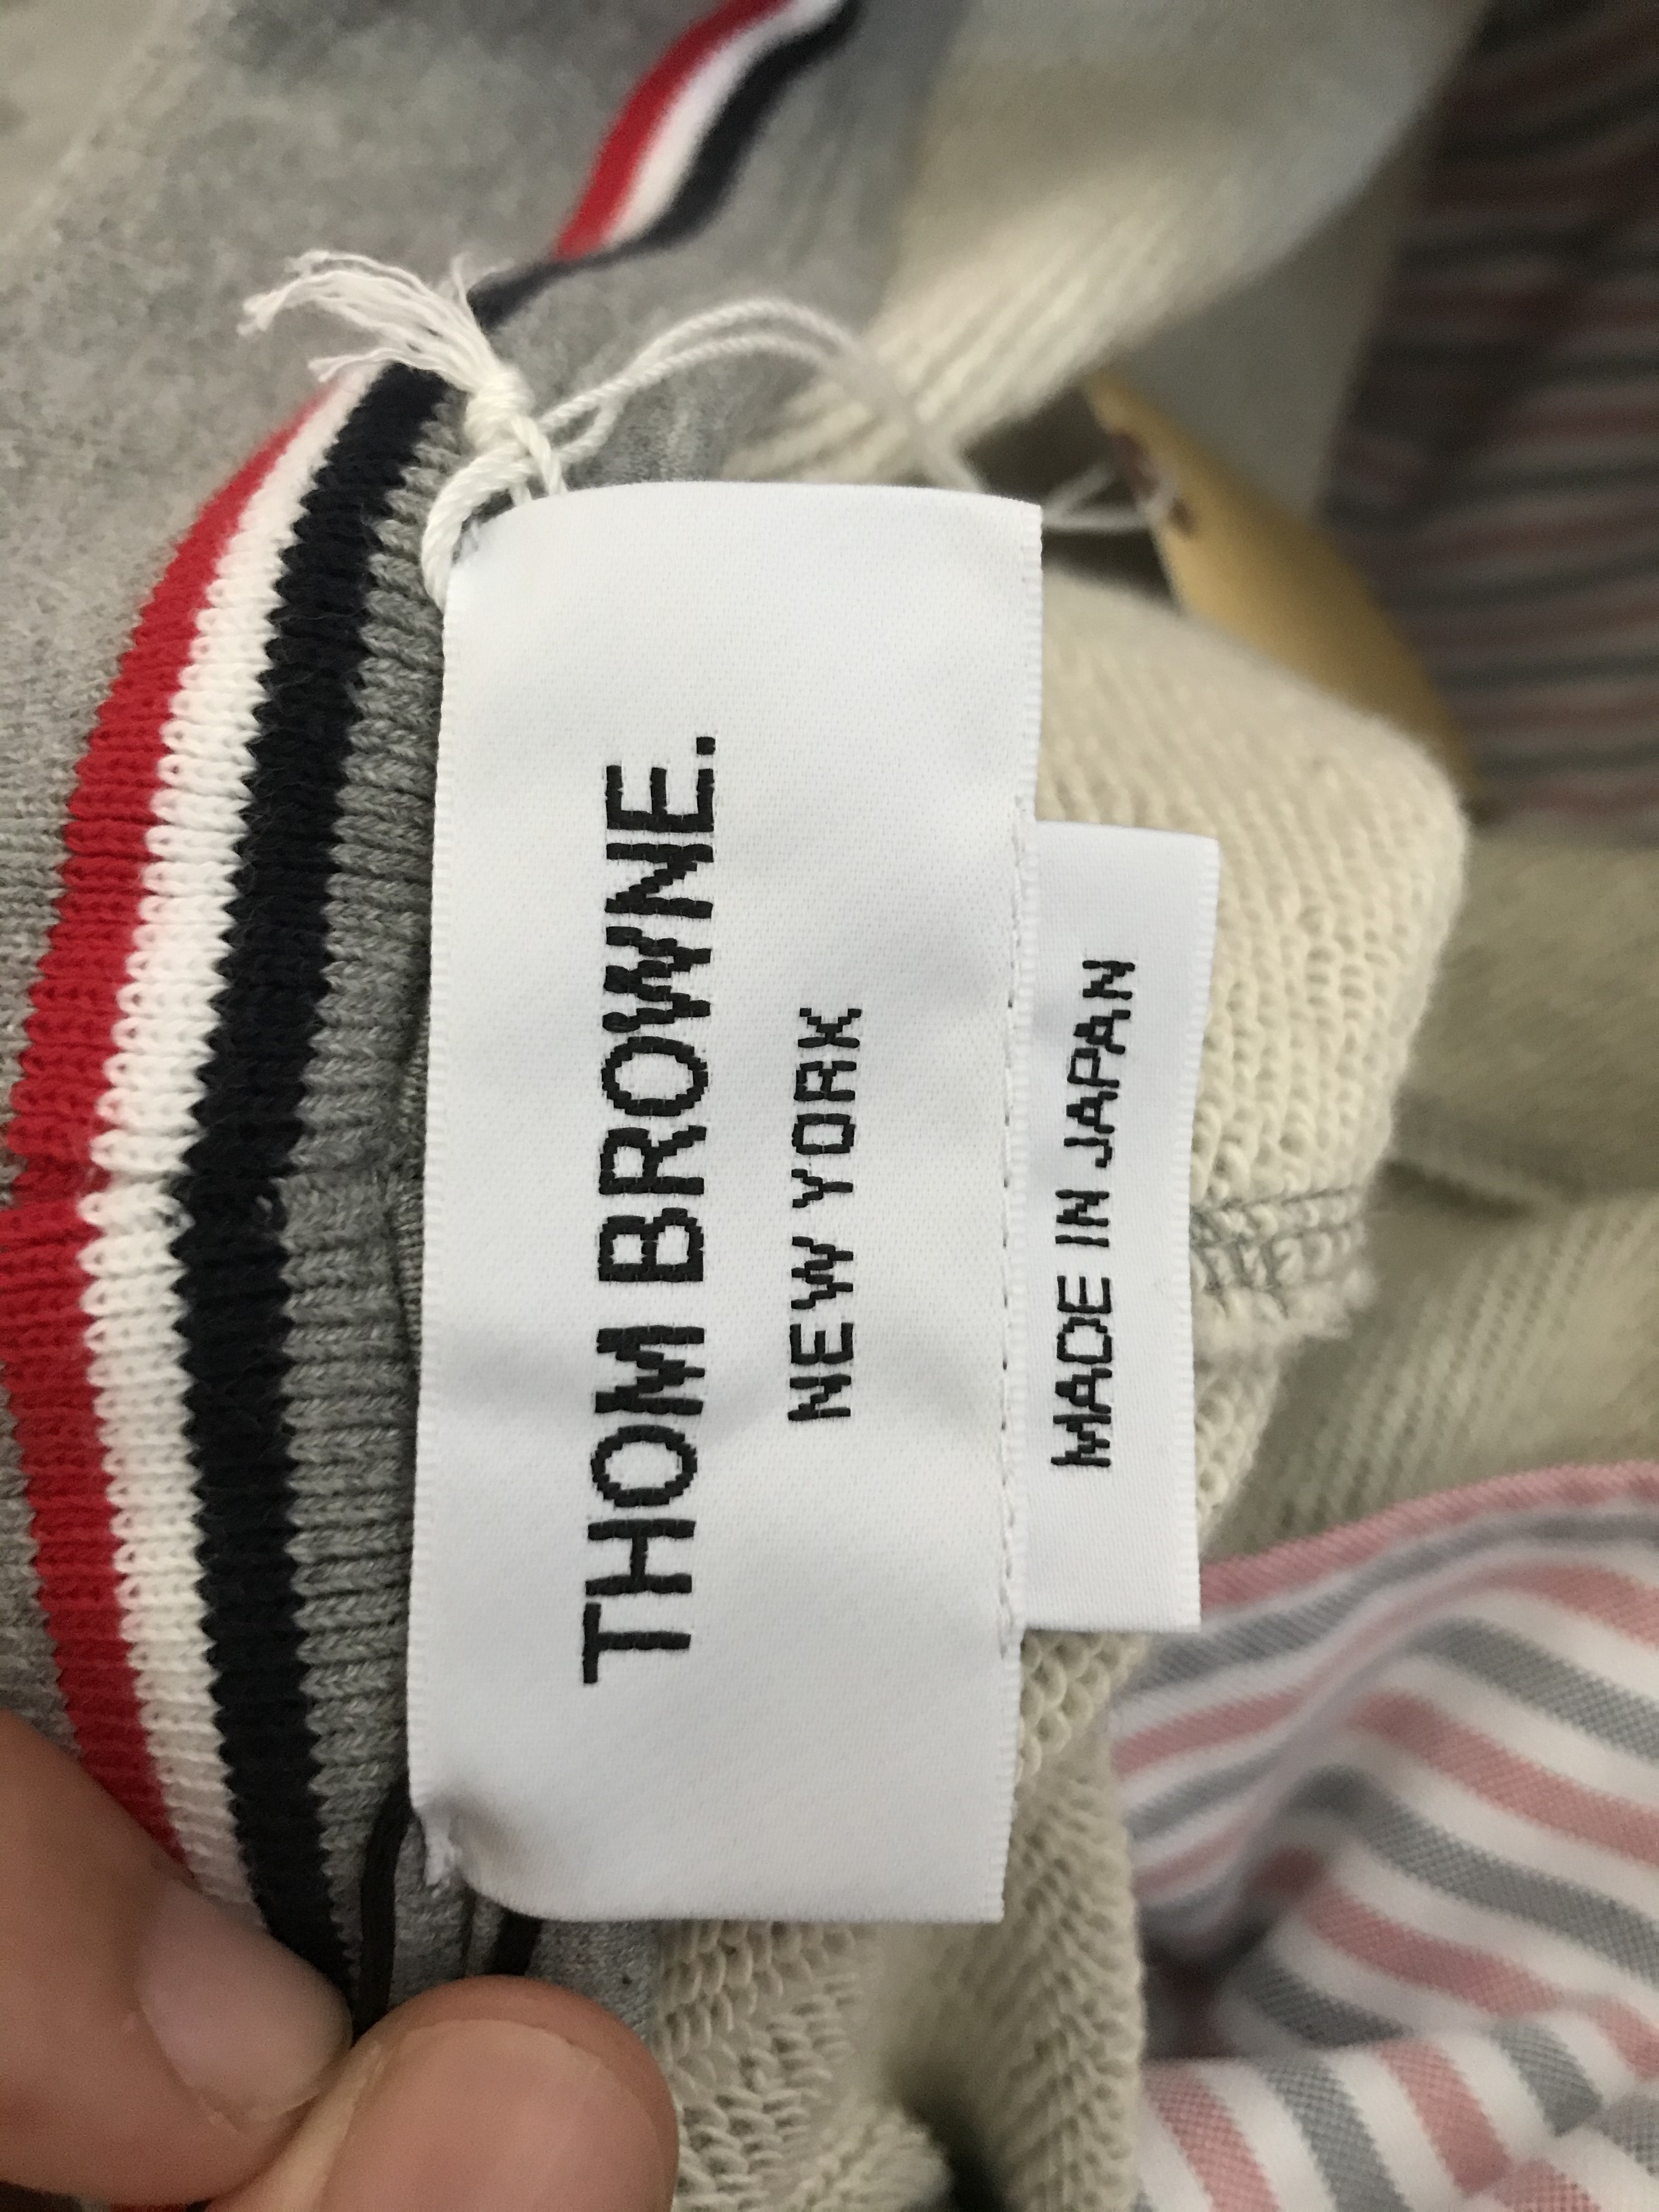 THOM BROWNE.
NEW YORK
MADE IN JAPAN